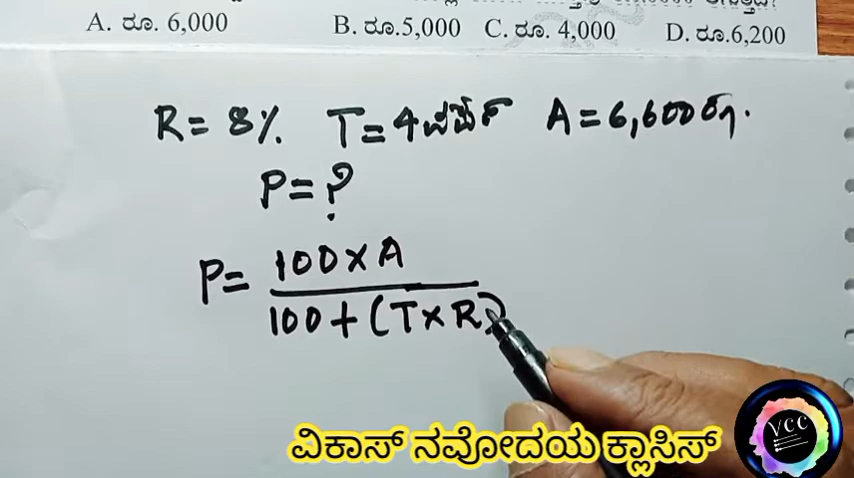 A. ರೂ. 6,000 B. ರೂ.5,000 C. ರೂ. 4,000 D. ರೂ.6,200
R = 8% T = 4 ವರ್ಷ A = 6,600 ರೂ.
P = ?
P = 100 × A
100 + (T × R)
ವಿಕಾಸ್ ನವೋದಯ ಕ್ಲಾಸಿಸ್
VCC